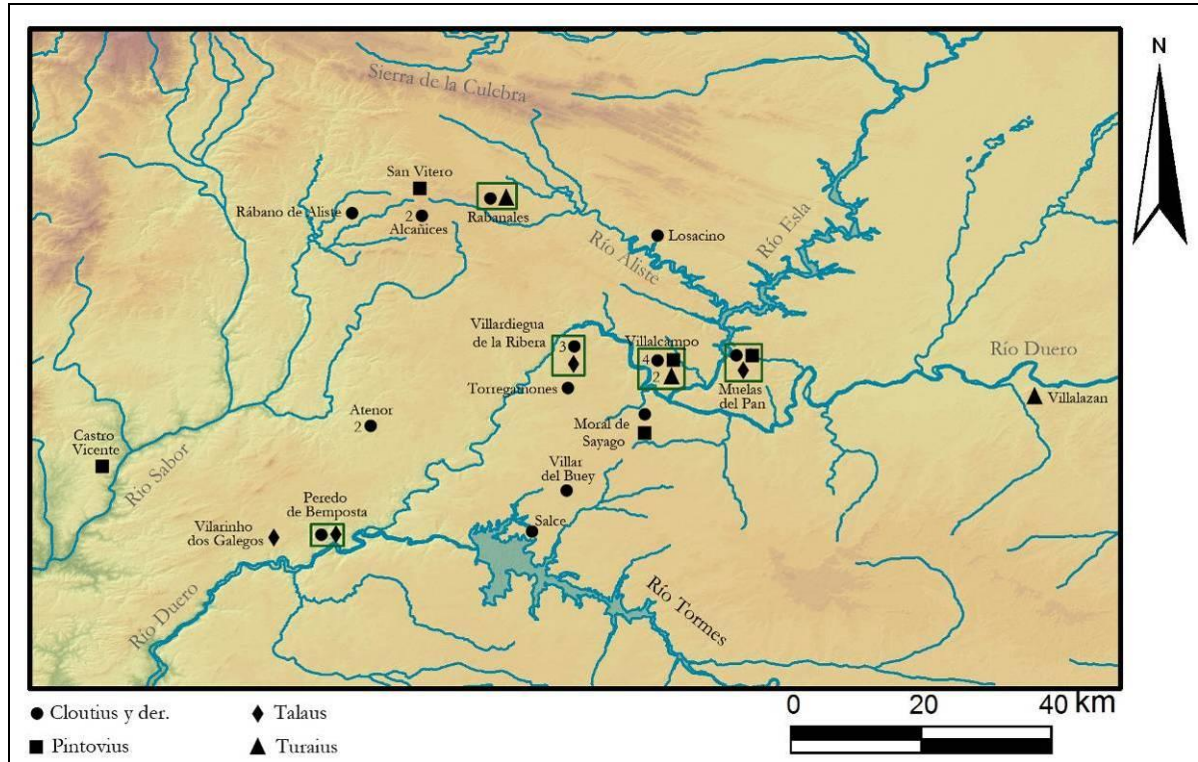 N
Sierra de la Culebra
San Vitero
Rábano de Aliste
2
Alcañices
Rabanales
Losacino
Río Esla
Río Aliste
Villardiegua
de la Ribera
3
Villalcampo
4
2
Muelas
del Pan
Río Duero
Villalazan
Torregamones
Atenor
2
Moral de
Sayago
Castro
Vicente
Río Sabor
Villar
del Buey
Peredo
de Bemposta
Vilarinho
dos Galegos
Salce
Río Duero
Río Tormes
Cloutius y der.
Talaus
Pintovius
Turaius
0 20 40 km